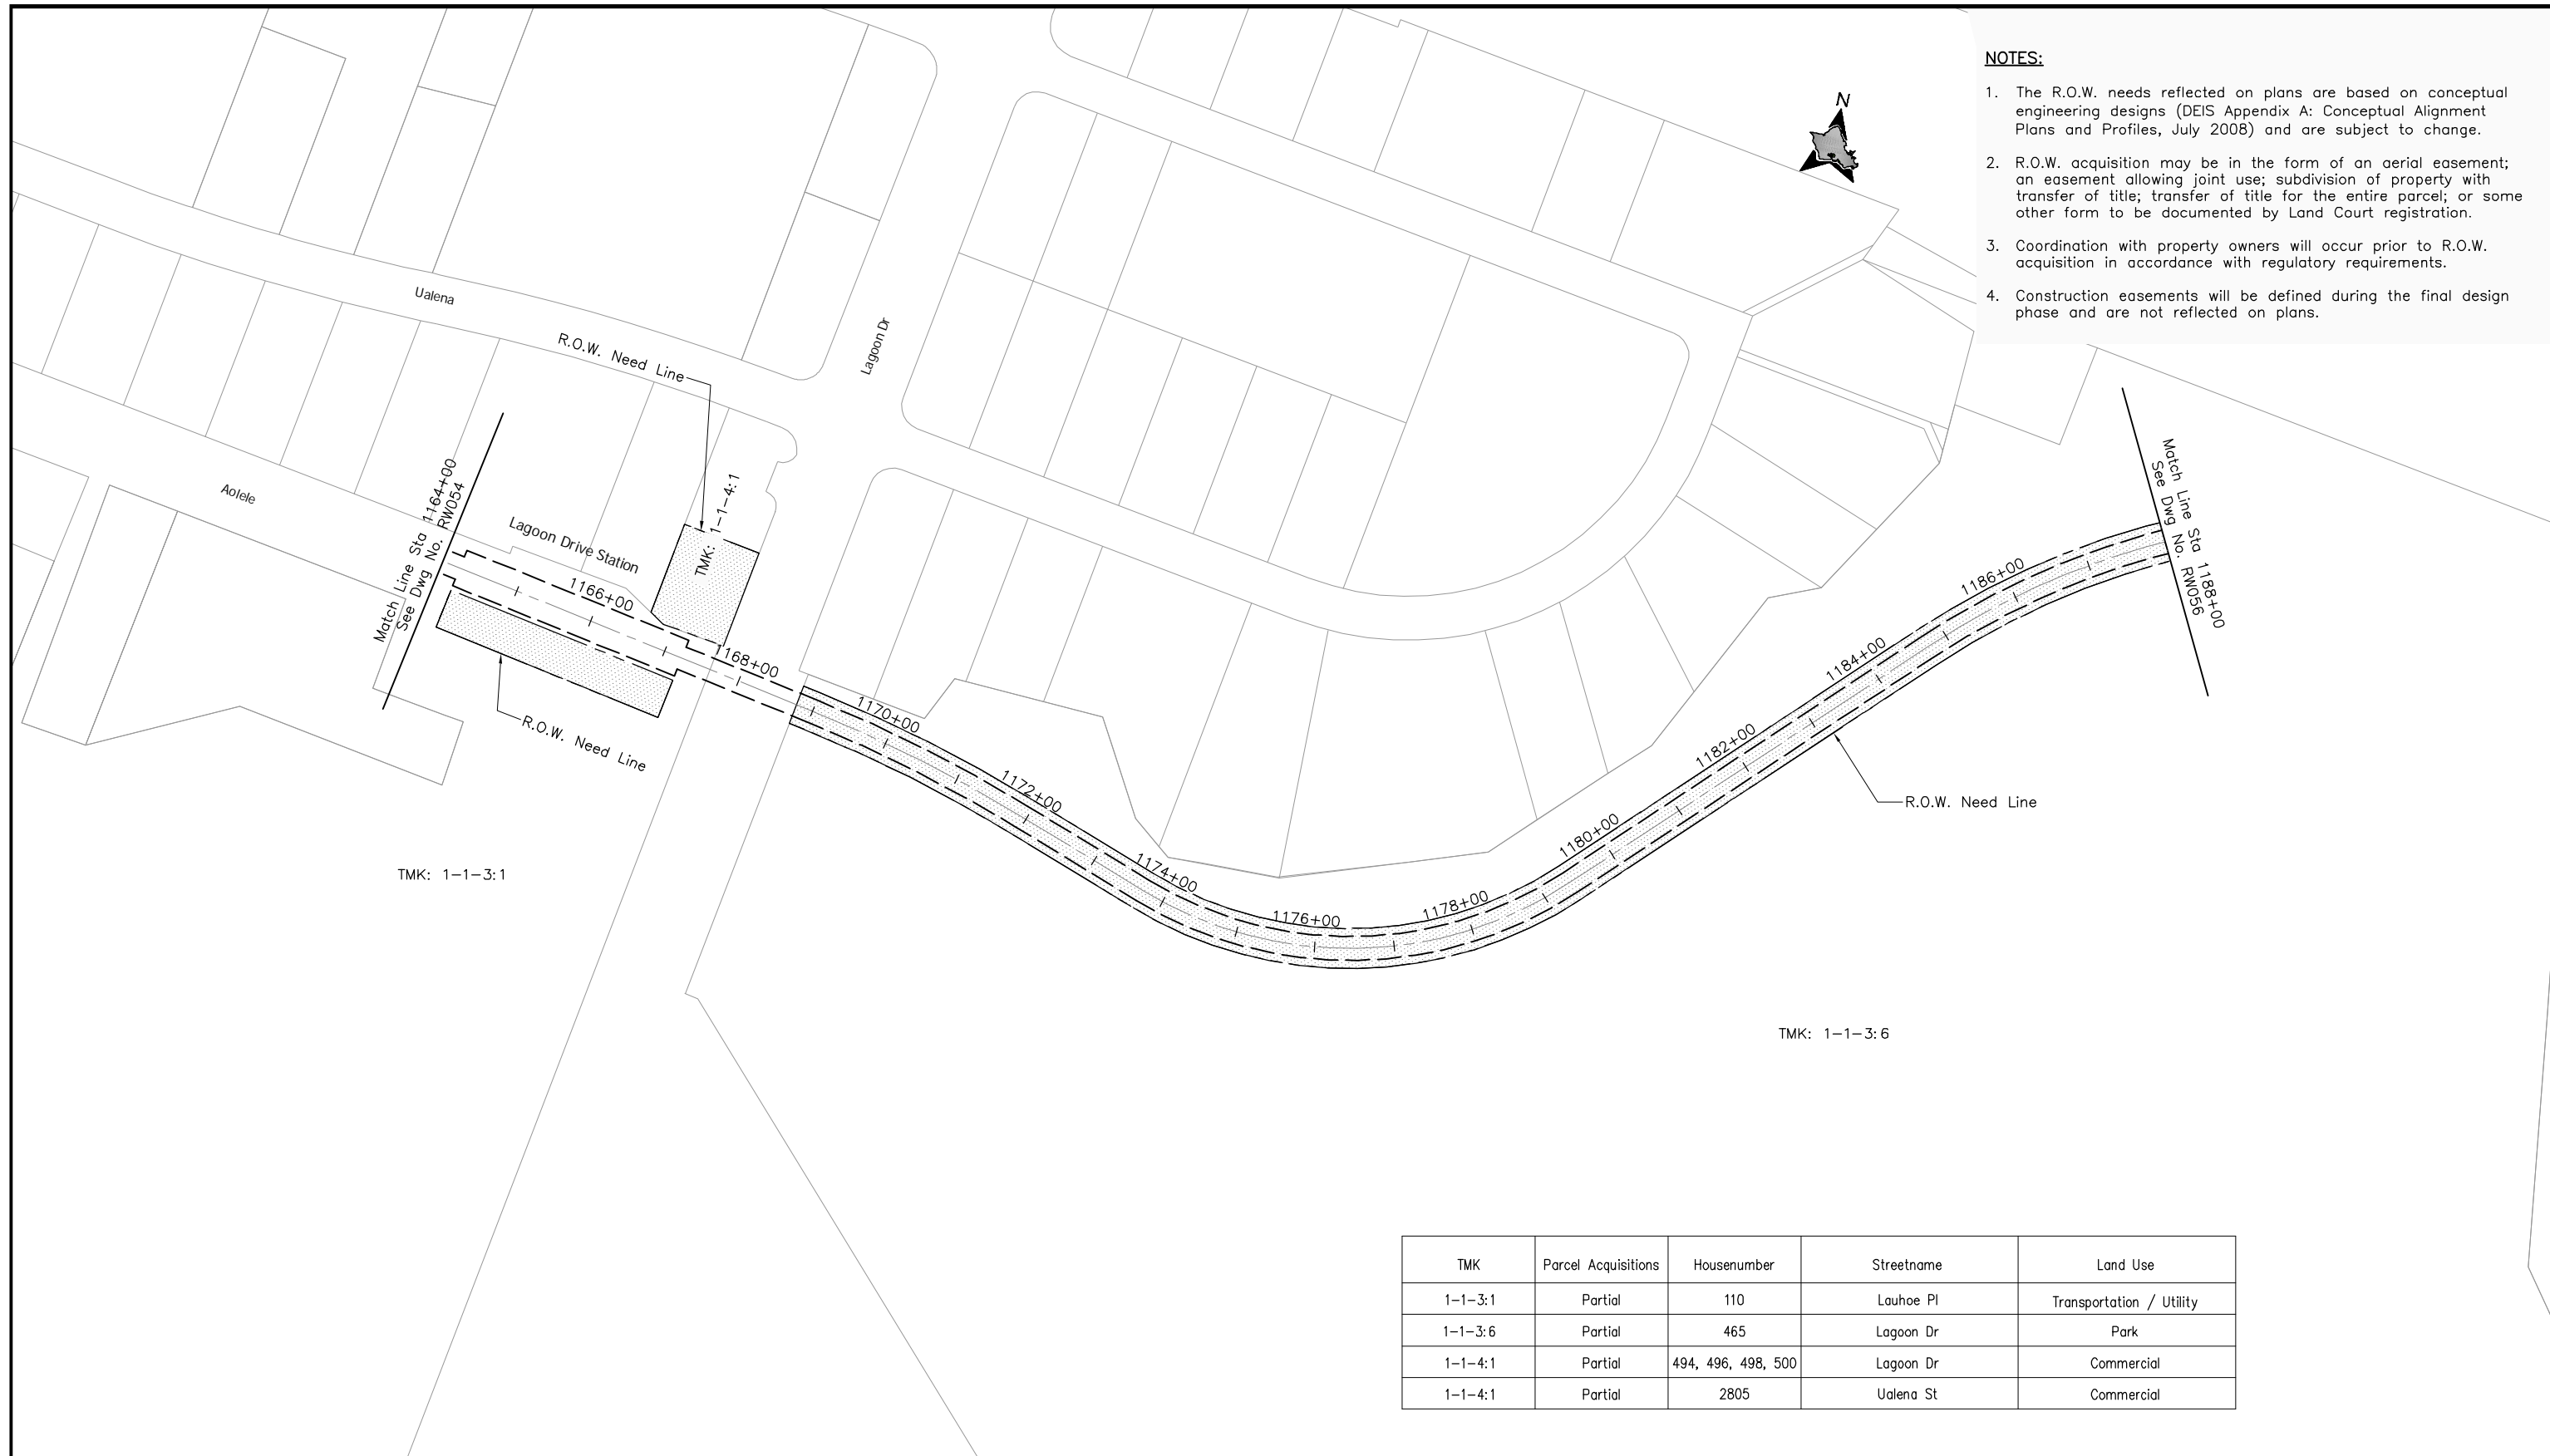 NOTES:
1. The R.O.W. needs reflected on plans are based on conceptual
engineering designs (DEIS Appendix A: Conceptual Alignment
Plans and Profiles, July 2008) and are subject to change.
2. R.O.W. acquisition may be in the form of an aerial easement;
an easement allowing joint use; subdivision of property with
transfer of title; transfer of title for the entire parcel; or some
other form to be documented by Land Court registration.
3. Coordination with property owners will occur prior to R.O.W.
acquisition in accordance with regulatory requirements.
4. Construction easements will be defined during the final design
phase and are not reflected on plans.
N
Ualena
R.O.W. Need Line
Lagoon Dr
Aolele
Match Line Sta 1164+00
See Dwg No. RW054
Lagoon Drive Station
TMK: 1-1-4:1
1166+00
1168+00
R.O.W. Need Line
1170+00
1172+00
1174+00
1176+00
1178+00
1180+00
1182+00
1184+00
1186+00
Match Line Sta 1188+00
See Dwg No. RW056
R.O.W. Need Line
TMK: 1-1-3:1
TMK: 1-1-3:6
TMK Parcel Acquisitions Housenumber Streetname Land Use
1-1-3:1 Partial 110 Lauhoe Pl Transportation / Utility
1-1-3:6 Partial 465 Lagoon Dr Park
1-1-4:1 Partial 494, 496, 498, 500 Lagoon Dr Commercial
1-1-4:1 Partial 2805 Ualena St Commercial